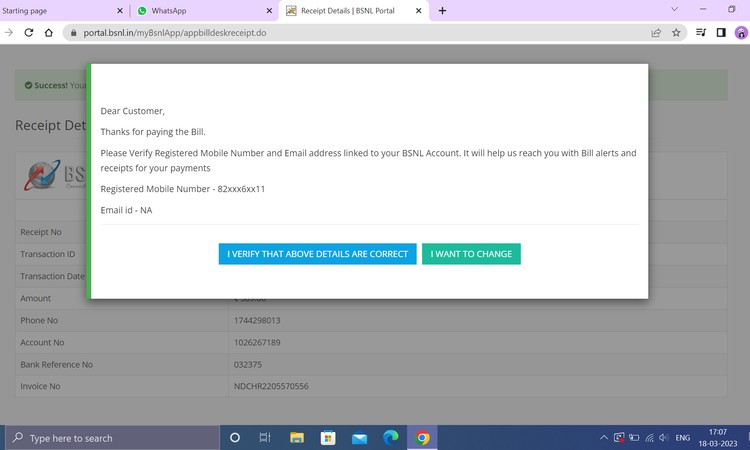 Starting page
WhatsApp
Receipt Details | BSNL Portal
portal.bsnl.in/myBsnlApp/appbilldeskreceipt.do
Success! Your
Receipt Det
Dear Customer,
Thanks for paying the Bill.
Please Verify Registered Mobile Number and Email address linked to your BSNL Account. It will help us reach you with Bill alerts and
receipts for your payments
Registered Mobile Number - 82xxx6xx11
Email id - NA
I VERIFY THAT ABOVE DETAILS ARE CORRECT
I WANT TO CHANGE
BS
Receipt No
Transaction ID
Transaction Date
Amount
Phone No 1744298013
Account No 1026267189
Bank Reference No 032375
Invoice No NDCHR2205570556
Type here to search
ENG
17:07
18-03-2023